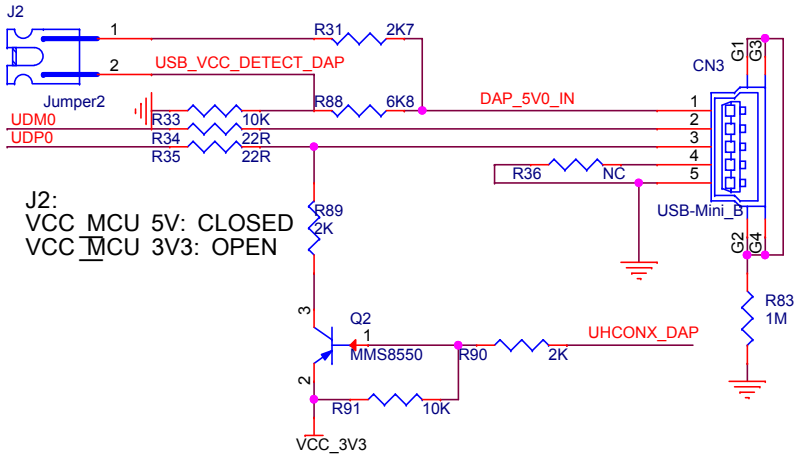 J2
1
R31
2K7
2
USB_VCC_DETECT_DAP
Jumper2
R88
6K8
DAP_5V0_IN
CN3
G1
G3
1
2
3
4
5
UDM0
R33
10K
UDP0
R34
22R
R35
22R
R36
NC
USB-Mini_B
G2
G4
J2:
VCC_MCU 5V: CLOSED
VCC_MCU 3V3: OPEN
R89
2K
R83
1M
3
Q2
1
MMS8550
UHCONX_DAP
R90
2K
2
R91
10K
VCC_3V3